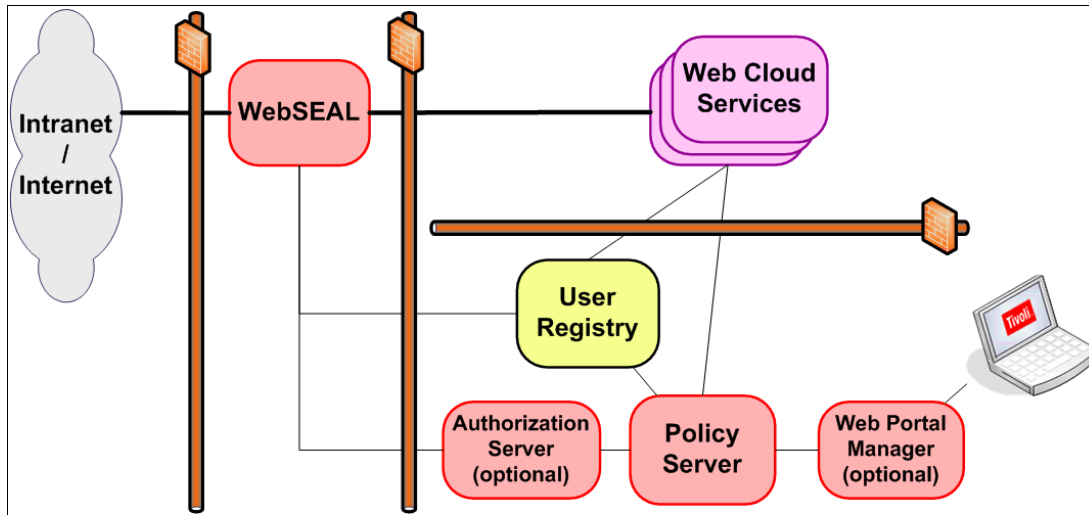 Intranet
/
Internet
WebSEAL
Web Cloud
Services
User
Registry
Tivoli.
Authorization
Server
(optional)
Policy
Server
Web Portal
Manager
(optional)